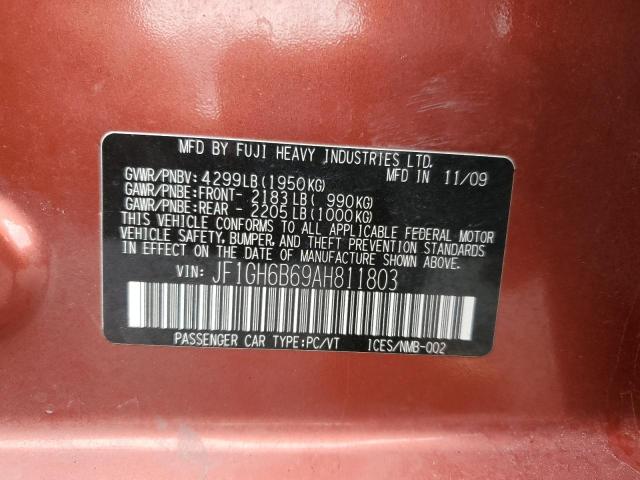 MFD BY FUJI HEAVY INDUSTRIES LTD.
MFD IN 11/09
GVWR/PNBV: 4299LB(1950KG)
GAWR/PNBE:FRONT- 2183LB( 990KG)
GAWR/PNBE:REAR - 2205LB(1000KG)
THIS VEHICLE CONFORMS TO ALL APPLICABLE FEDERAL MOTOR
VEHICLE SAFETY, BUMPER, AND THEFT PREVENTION STANDARDS
IN EFFECT ON THE DATE OF MANUFACTURE SHOWN ABOVE.
VIN: JF1GH6B69AH811803
PASSENGER CAR TYPE:PC/VT ICES/NMB-002